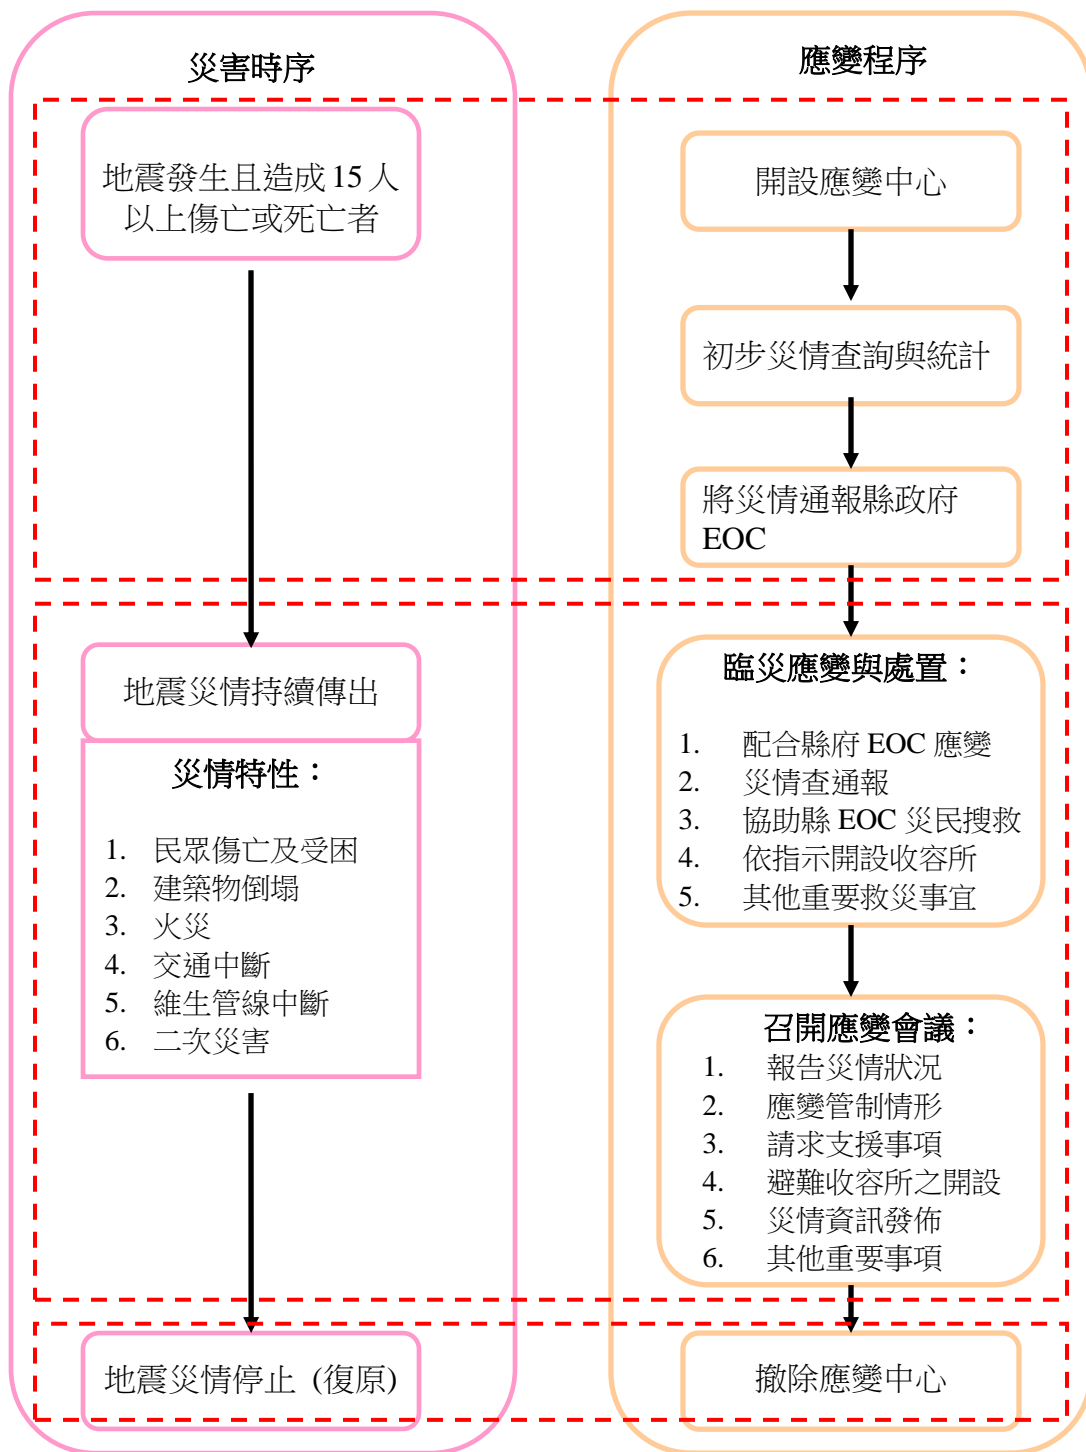 災害時序
地震發生且造成 15 人
以上傷亡或死亡者
地震災情持續傳出
災情特性：
1. 民眾傷亡及受困
2. 建築物倒塌
3. 火災
4. 交通中斷
5. 維生管線中斷
6. 二次災害
地震災情停止 (復原)
應變程序
開設應變中心
初步災情查詢與統計
將災情通報縣政府
EOC
臨災應變與處置：
1. 配合縣府 EOC 應變
2. 災情查通報
3. 協助縣 EOC 災民搜救
4. 依指示開設收容所
5. 其他重要救災事宜
召開應變會議：
1. 報告災情狀況
2. 應變管制情形
3. 請求支援事項
4. 避難收容所之開設
5. 災情資訊發佈
6. 其他重要事項
撤除應變中心